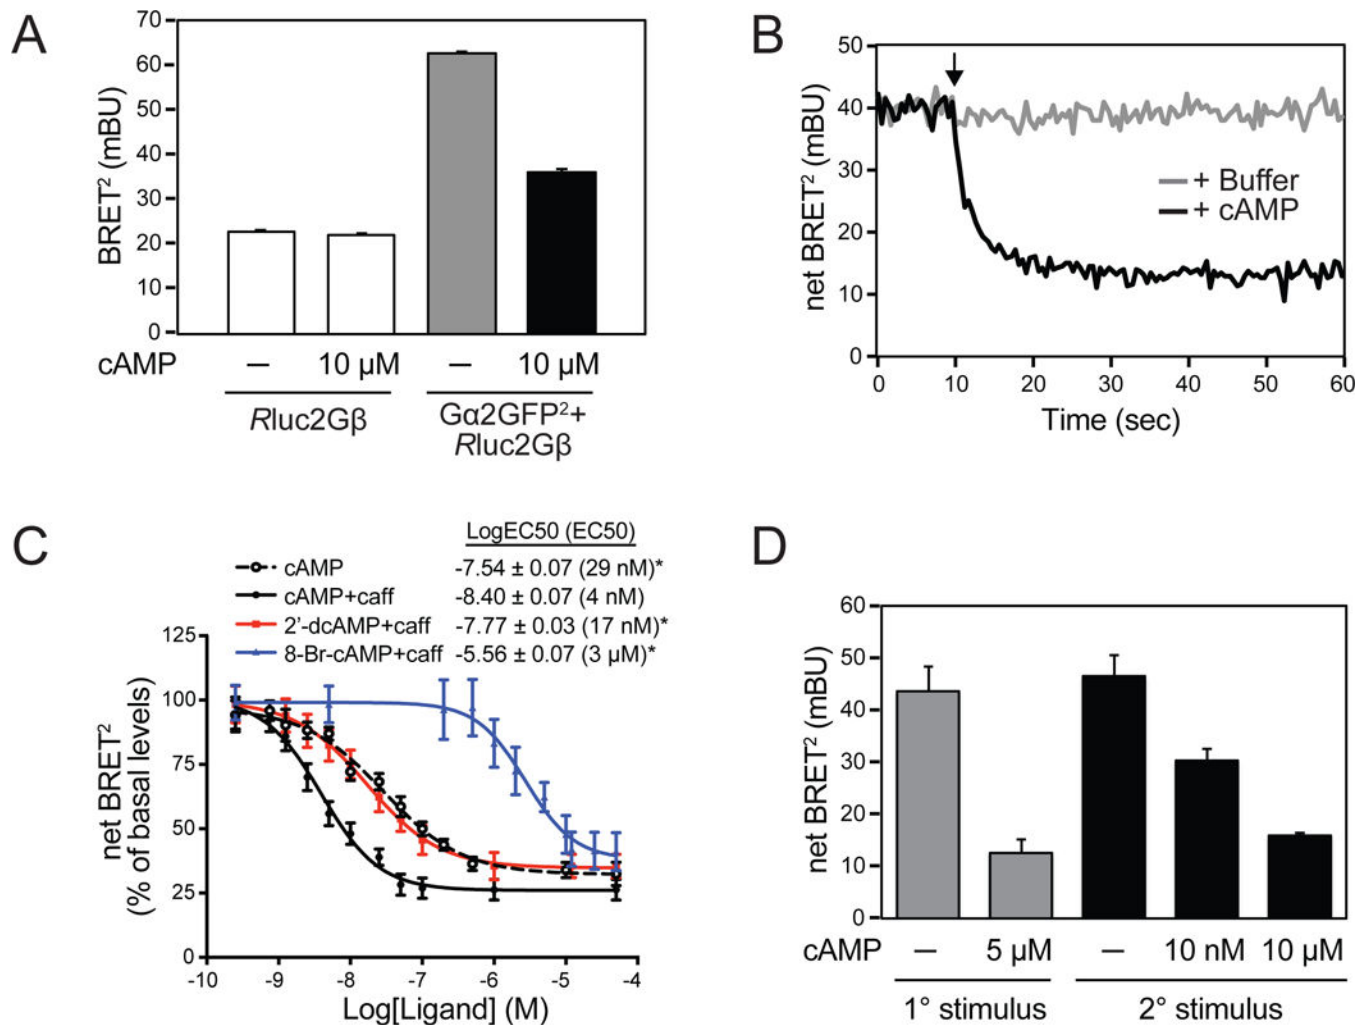 A
BRET² (mBU)
70
60
50
40
30
20
10
0
cAMP – 10 µM – 10 µM
Rluc2Gβ
Gα2GFP²+
Rluc2Gβ
B
net BRET² (mBU)
50
40
30
20
10
0
+ Buffer
+ cAMP
0 10 20 30 40 50 60
Time (sec)
C
LogEC50 (EC50)
cAMP -7.54 ± 0.07 (29 nM)*
cAMP+caff -8.40 ± 0.07 (4 nM)
2'-dcAMP+caff -7.77 ± 0.03 (17 nM)*
8-Br-cAMP+caff -5.56 ± 0.07 (3 µM)*
net BRET²
(% of basal levels)
125
100
75
50
25
0
-10 -9 -8 -7 -6 -5 -4
Log[Ligand] (M)
D
net BRET² (mBU)
60
50
40
30
20
10
0
cAMP – 5 µM – 10 nM 10 µM
1° stimulus 2° stimulus